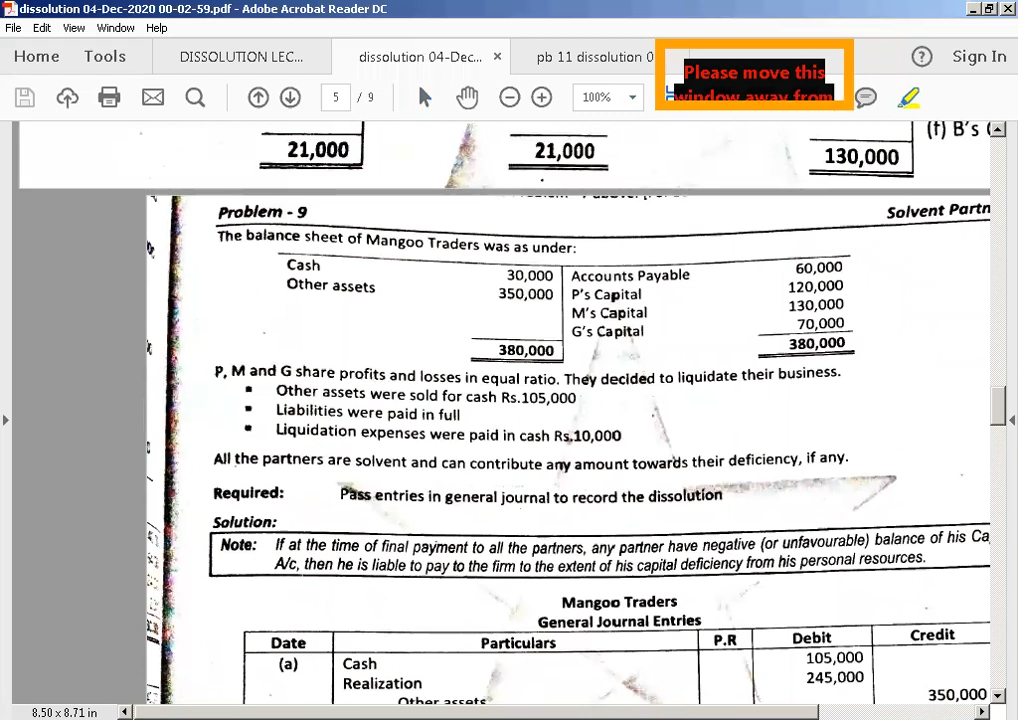 dissolution 04-Dec-2020 00-02-59.pdf - Adobe Acrobat Reader DC
File Edit View Window Help
Home Tools DISSOLUTION LEC... dissolution 04-Dec... × pb 11 dissolution 0 Sign In
5 / 9 100%
Please move this
window away from
21,000 21,000 130,000 (f) B's
Problem - 9 Solvent Partn
The balance sheet of Mangoo Traders was as under:
Cash 30,000 Accounts Payable 60,000
Other assets 350,000 P's Capital 120,000
M's Capital 130,000
G's Capital 70,000
380,000 380,000
P, M and G share profits and losses in equal ratio. They decided to liquidate their business.
▪ Other assets were sold for cash Rs.105,000
▪ Liabilities were paid in full
▪ Liquidation expenses were paid in cash Rs.10,000
All the partners are solvent and can contribute any amount towards their deficiency, if any.
Required: Pass entries in general journal to record the dissolution
Solution:
Note: If at the time of final payment to all the partners, any partner have negative (or unfavourable) balance of his Ca
A/c, then he is liable to pay to the firm to the extent of his capital deficiency from his personal resources.
Mangoo Traders
General Journal Entries
Date Particulars P.R Debit Credit
(a) Cash 105,000
Realization 245,000
Other assets 350,000
8.50 x 8.71 in